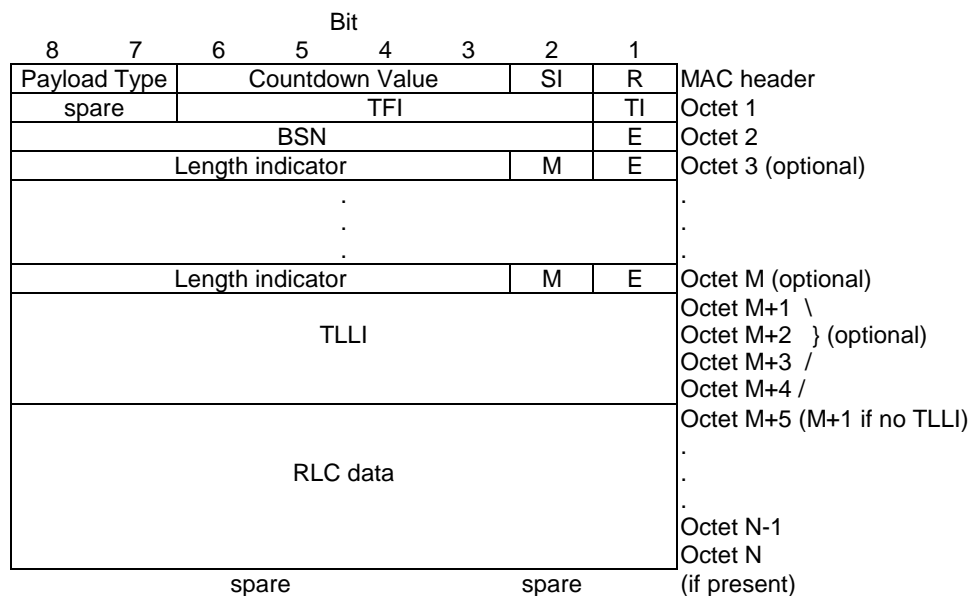 Bit
8 7 6 5 4 3 2 1
Payload Type Countdown Value SI R MAC header
spare TFI TI Octet 1
BSN E Octet 2
Length indicator M E Octet 3 (optional)
. .
. .
. .
Length indicator M E Octet M (optional)
Octet M+1 \
TLLI Octet M+2 } (optional)
Octet M+3 /
Octet M+4 /
Octet M+5 (M+1 if no TLLI)
.
RLC data .
.
Octet N-1
Octet N
spare spare (if present)